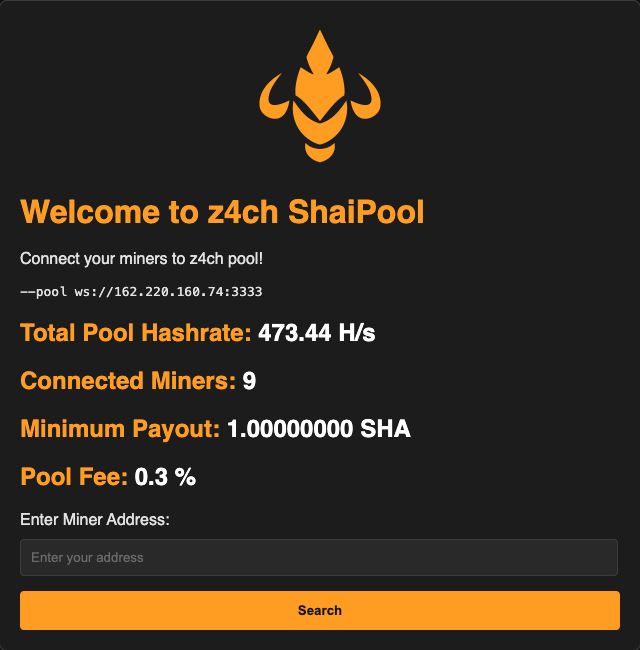 Welcome to z4ch ShaiPool
Connect your miners to z4ch pool!
--pool ws://162.220.160.74:3333
Total Pool Hashrate: 473.44 H/s
Connected Miners: 9
Minimum Payout: 1.00000000 SHA
Pool Fee: 0.3 %
Enter Miner Address:
Enter your address
Search